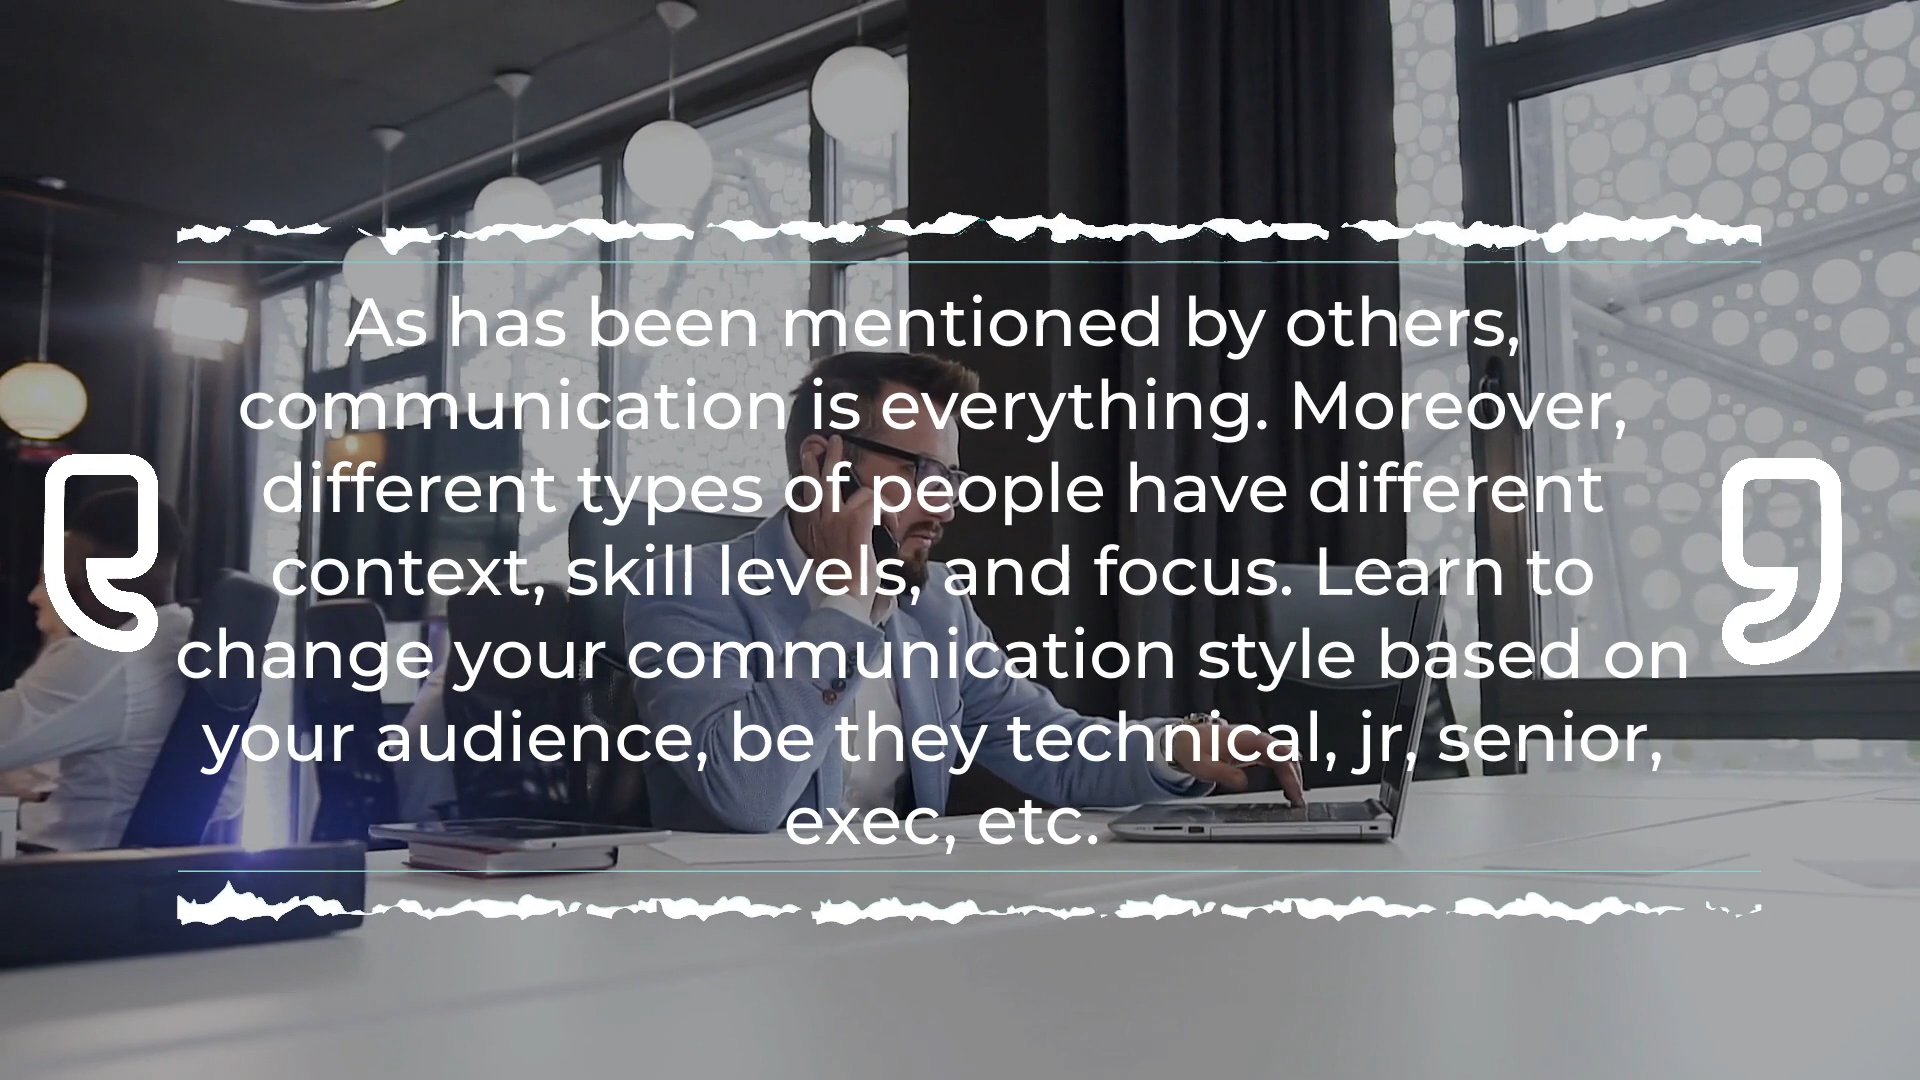 As has been mentioned by others,
communication is everything. Moreover,
different types of people have different
context, skill levels, and focus. Learn to
change your communication style based on
your audience, be they technical, jr, senior,
exec, etc.